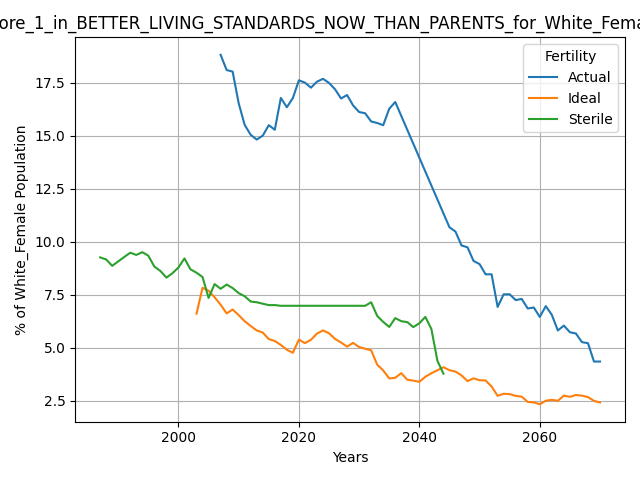 ore_1_in_BETTER_LIVING_STANDARDS_NOW_THAN_PARENTS_for_White_Fema
Fertility
Actual
Ideal
Sterile
17.5
15.0
12.5
10.0
7.5
5.0
2.5
% of White_Female Population
2000
2020
2040
2060
Years